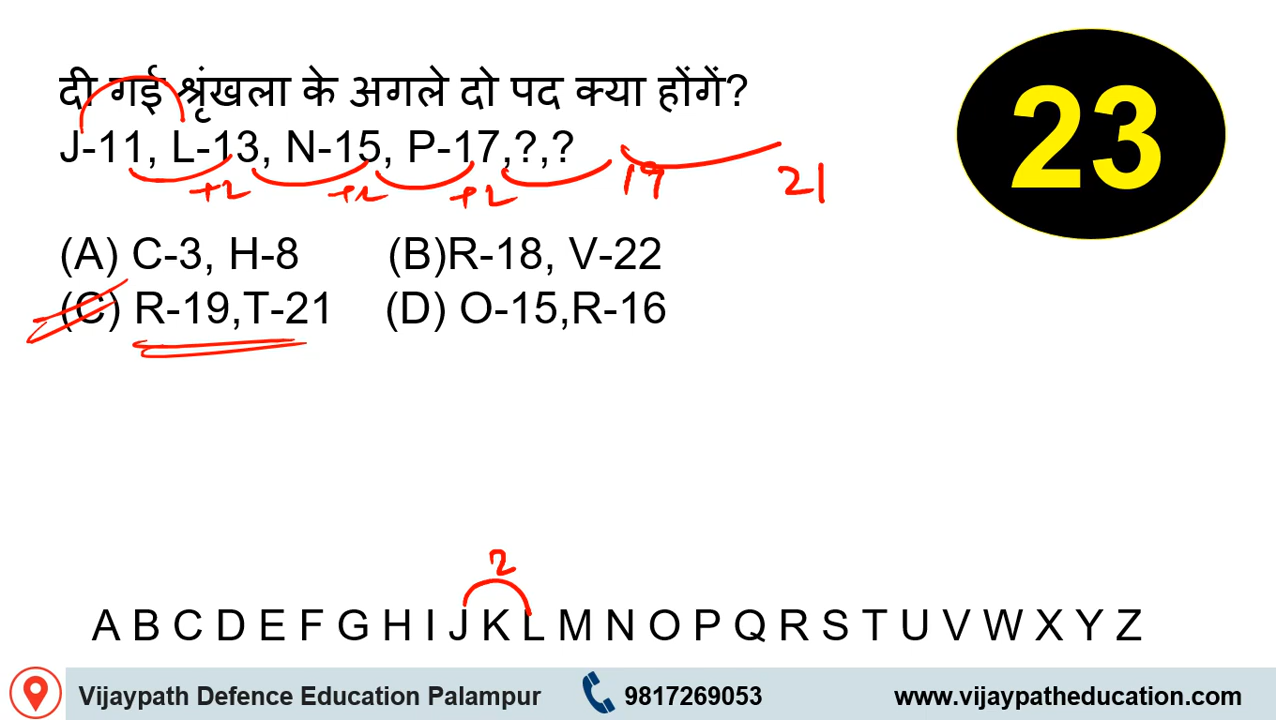 दी गई श्रृंखला के अगले दो पद क्या होंगें?
J-11, L-13, N-15, P-17,?,?
+2 +2 +2 19 21
(A) C-3, H-8 (B)R-18, V-22
(C) R-19,T-21 (D) O-15,R-16
23
2
A B C D E F G H I J K L M N O P Q R S T U V W X Y Z
Vijaypath Defence Education Palampur 9817269053 www.vijaypatheducation.com